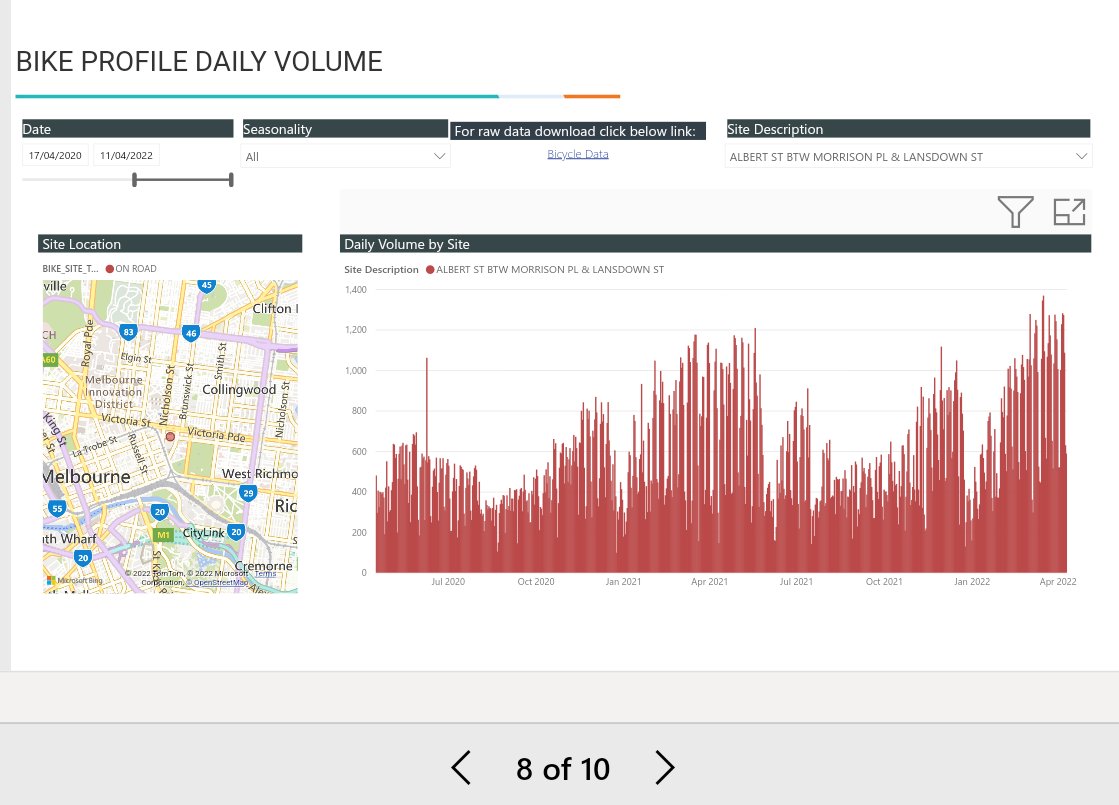 BIKE PROFILE DAILY VOLUME
Date
Seasonality
For raw data download click below link:
Site Description
17/04/2020
11/04/2022
All
Bicycle Data
ALBERT ST BTW MORRISON PL & LANSDOWN ST
Site Location
BIKE_SITE_T...
ON ROAD
ville
45
Clifton
CH
Royal Pde
83
46
A60
Elgin St
Smith St
Melbourne
Innovation
District
Nicholson St
Brunswick St
Collingwood
Nicholson St
King St
Victoria St
Victoria Pde
La Trobe St
Russell St
Melbourne
West Richmo
29
Ric
55
20
20
M1
CityLink
uth Wharf
20
St K
Cremorne
© 2022 TomTom, © 2022 Microsoft
Corporation, © OpenStreetMap
Terms
Microsoft Bing
Daily Volume by Site
Site Description
ALBERT ST BTW MORRISON PL & LANSDOWN ST
1,400
1,200
1,000
800
600
400
200
0
Jul 2020
Oct 2020
Jan 2021
Apr 2021
Jul 2021
Oct 2021
Jan 2022
Apr 2022
8 of 10